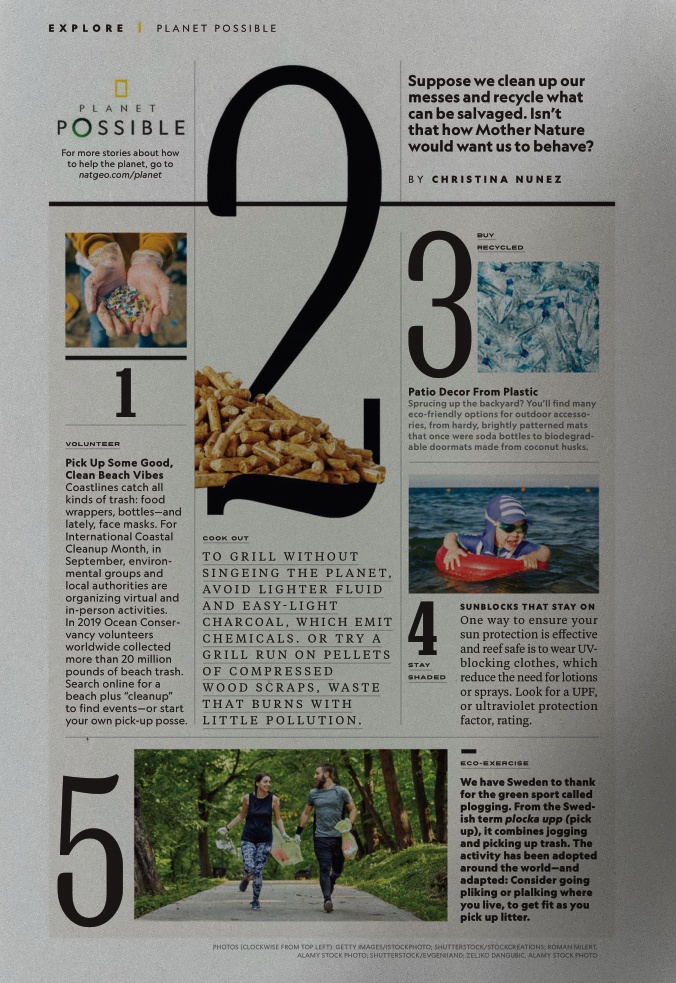 EXPLORE | PLANET POSSIBLE
PLANET
POSSIBLE
For more stories about how
to help the planet, go to
natgeo.com/planet
Suppose we clean up our
messes and recycle what
can be salvaged. Isn't
that how Mother Nature
would want us to behave?
BY CHRISTINA NUNEZ
1
VOLUNTEER
Pick Up Some Good,
Clean Beach Vibes
Coastlines catch all
kinds of trash: food
wrappers, bottles—and
lately, face masks. For
International Coastal
Cleanup Month, in
September, environ-
mental groups and
local authorities are
organizing virtual and
in-person activities.
In 2019 Ocean Conser-
vancy volunteers
worldwide collected
more than 20 million
pounds of beach trash.
Search online for a
beach plus "cleanup"
to find events—or start
your own pick-up posse.
2
COOK OUT
TO GRILL WITHOUT
SINGEING THE PLANET,
AVOID LIGHTER FLUID
AND EASY-LIGHT
CHARCOAL, WHICH EMIT
CHEMICALS. OR TRY A
GRILL RUN ON PELLETS
OF COMPRESSED
WOOD SCRAPS, WASTE
THAT BURNS WITH
LITTLE POLLUTION.
3
BUY
RECYCLED
Patio Decor From Plastic
Sprucing up the backyard? You'll find many
eco-friendly options for outdoor accesso-
ries, from hardy, brightly patterned mats
that once were soda bottles to biodegrad-
able doormats made from coconut husks.
4
STAY
SHADED
SUNBLOCKS THAT STAY ON
One way to ensure your
sun protection is effective
and reef safe is to wear UV-
blocking clothes, which
reduce the need for lotions
or sprays. Look for a UPF,
or ultraviolet protection
factor, rating.
5
ECO-EXERCISE
We have Sweden to thank
for the green sport called
plogging. From the Swed-
ish term plocka upp (pick
up), it combines jogging
and picking up trash. The
activity has been adopted
around the world—and
adapted: Consider going
pliking or plalking where
you live, to get fit as you
pick up litter.
PHOTOS (CLOCKWISE FROM TOP LEFT): GETTY IMAGES/ISTOCKPHOTO; SHUTTERSTOCK/STOCKCREATIONS; ROMAN MILERT,
ALAMY STOCK PHOTO; SHUTTERSTOCK/EVGENIIAND; ZELJKO DANGUBIC, ALAMY STOCK PHOTO